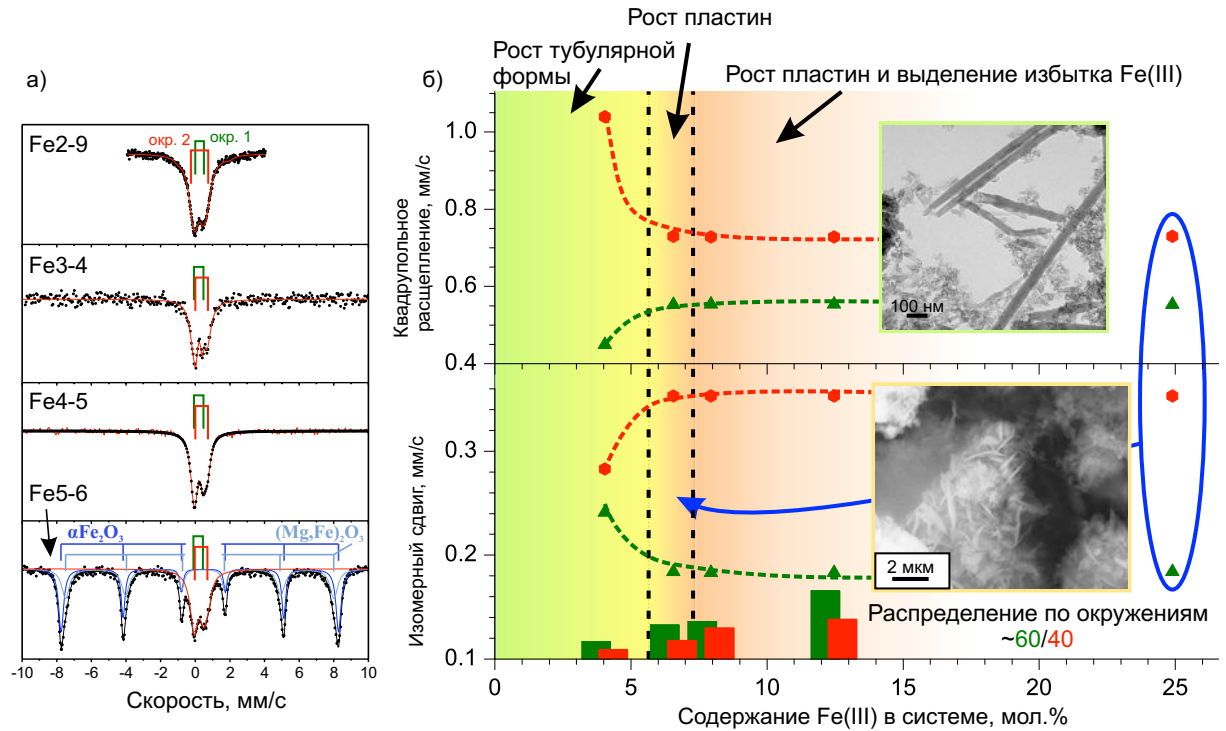 а)
Fe2-9
окр. 2
окр. 1
Fe3-4
Fe4-5
Fe5-6
αFe₂O₃
(Mg,Fe)₂O₃
-10 -8 -6 -4 -2 0 2 4 6 8 10
Скорость, мм/с
б)
Рост пластин
Рост тубулярной
формы
Рост пластин и выделение избытка Fe(III)
Квадрупольное
расщепление, мм/с
1.0
0.8
0.6
0.4
100 нм
Изомерный сдвиг, мм/с
0.3
0.2
0.1
2 мкм
Распределение по окружениям
~60/40
0 5 10 15 20 25
Содержание Fe(III) в системе, мол.%